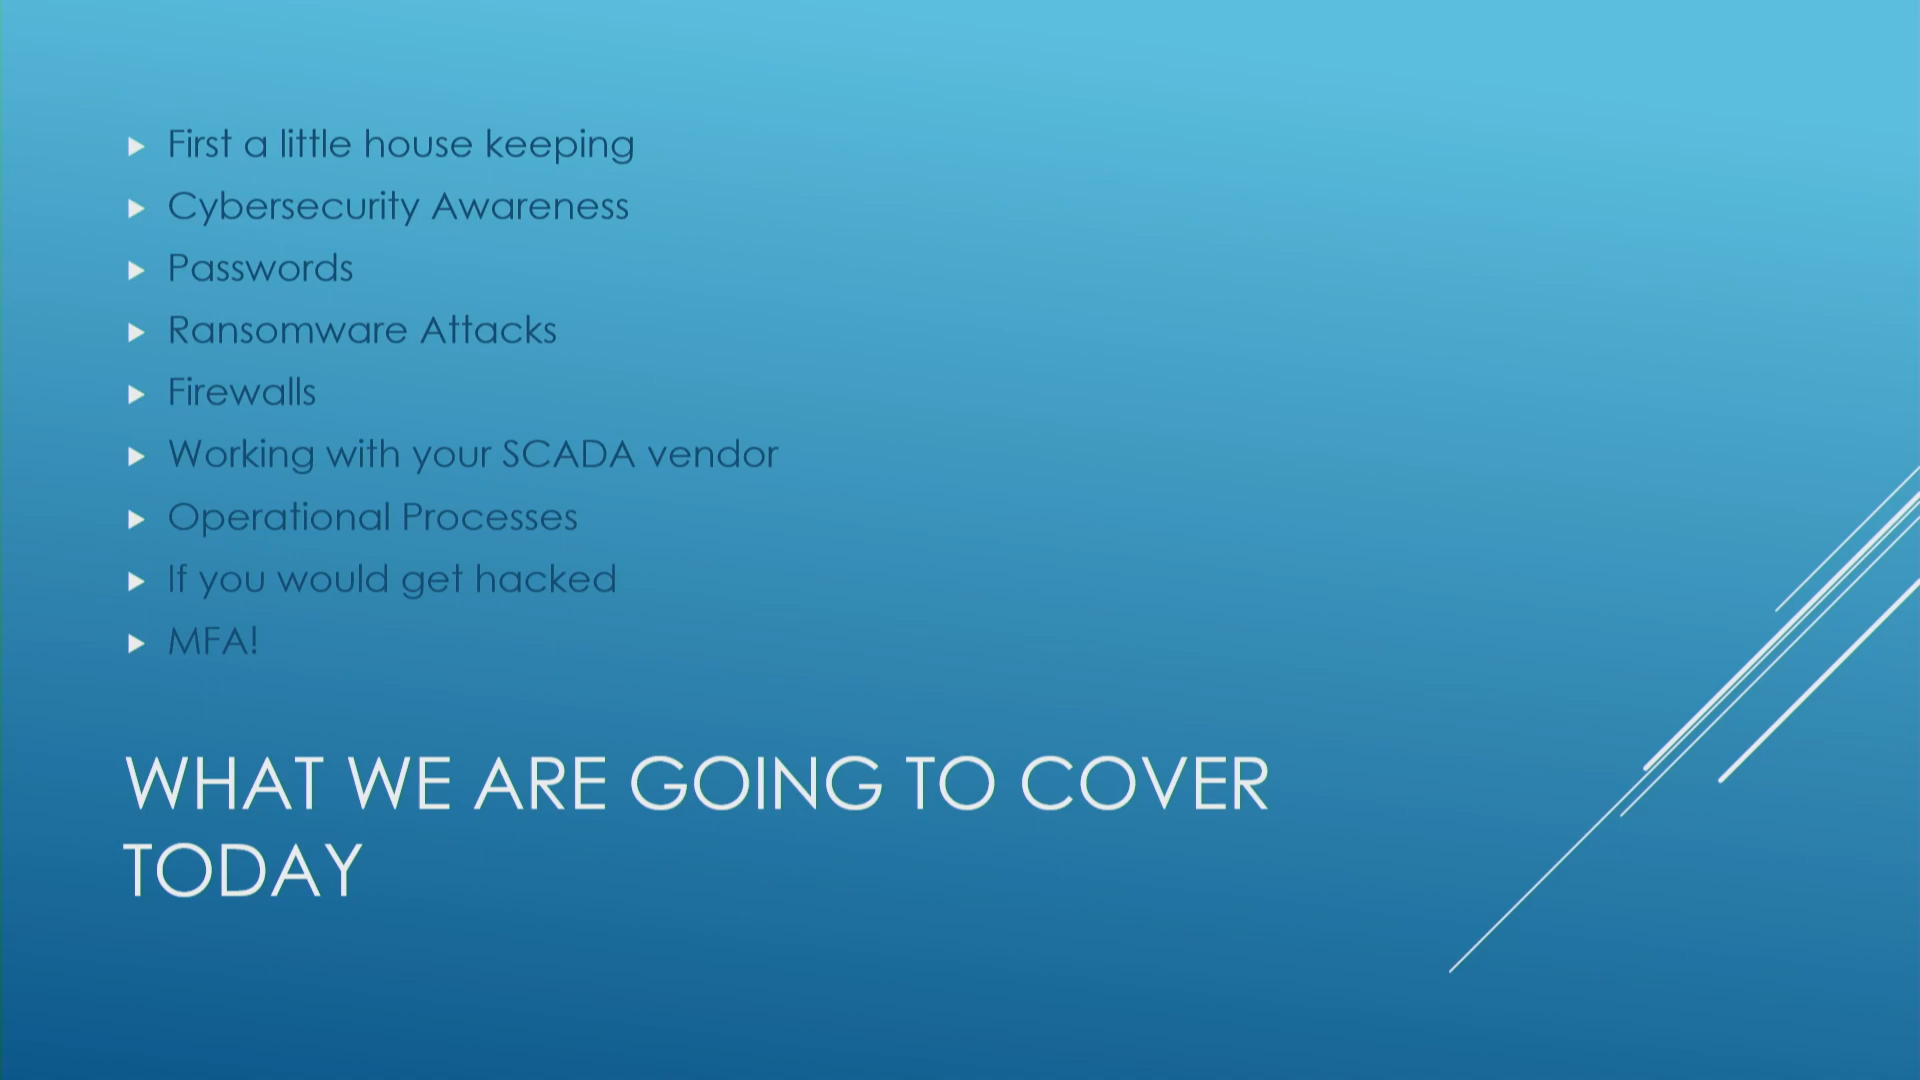 First a little house keeping
Cybersecurity Awareness
Passwords
Ransomware Attacks
Firewalls
Working with your SCADA vendor
Operational Processes
If you would get hacked
MFA!
WHAT WE ARE GOING TO COVER
TODAY